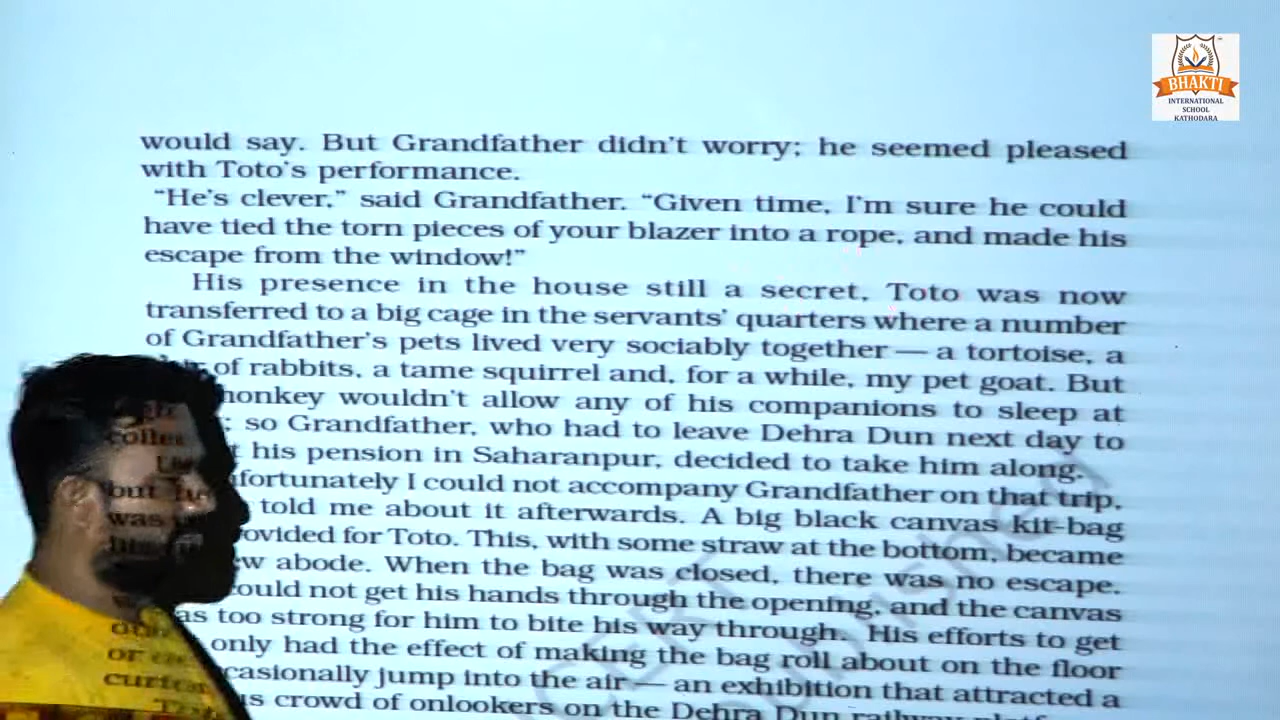 BHAKTI
INTERNATIONAL
SCHOOL
KATHODARA
would say. But Grandfather didn't worry; he seemed pleased
with Toto's performance.
“He's clever,” said Grandfather. “Given time, I'm sure he could
have tied the torn pieces of your blazer into a rope, and made his
escape from the window!”
His presence in the house still a secret, Toto was now
transferred to a big cage in the servants' quarters where a number
of Grandfather's pets lived very sociably together — a tortoise, a
of rabbits, a tame squirrel and, for a while, my pet goat. But
monkey wouldn't allow any of his companions to sleep at
; so Grandfather, who had to leave Dehra Dun next day to
his pension in Saharanpur, decided to take him along.
I could not accompany Grandfather on that trip,
told me about it afterwards. A big black canvas kit-bag
for Toto. This, with some straw at the bottom, became
abode. When the bag was closed, there was no escape.
could not get his hands through the opening, and the canvas
too strong for him to bite his way through. His efforts to get
only had the effect of making the bag roll about on the floor
jump into the air — an exhibition that attracted a
crowd of onlookers on the Dehra Dun railway